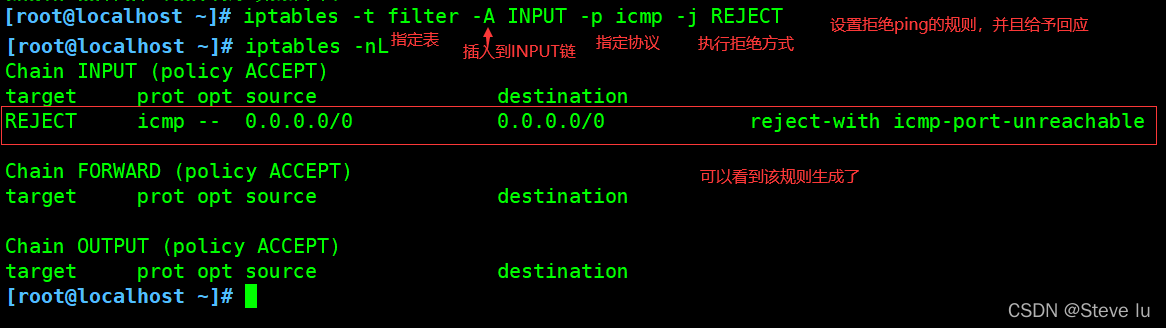 [root@localhost ~]# iptables -t filter -A INPUT -p icmp -j REJECT
设置拒绝ping的规则，并且给予回应
[root@localhost ~]# iptables -nL
指定表
插入到INPUT链
指定协议
执行拒绝方式
Chain INPUT (policy ACCEPT)
target     prot opt source               destination
REJECT     icmp --  0.0.0.0/0            0.0.0.0/0            reject-with icmp-port-unreachable
Chain FORWARD (policy ACCEPT)
可以看到该规则生成了
target     prot opt source               destination
Chain OUTPUT (policy ACCEPT)
target     prot opt source               destination
[root@localhost ~]#
CSDN @Steve lu